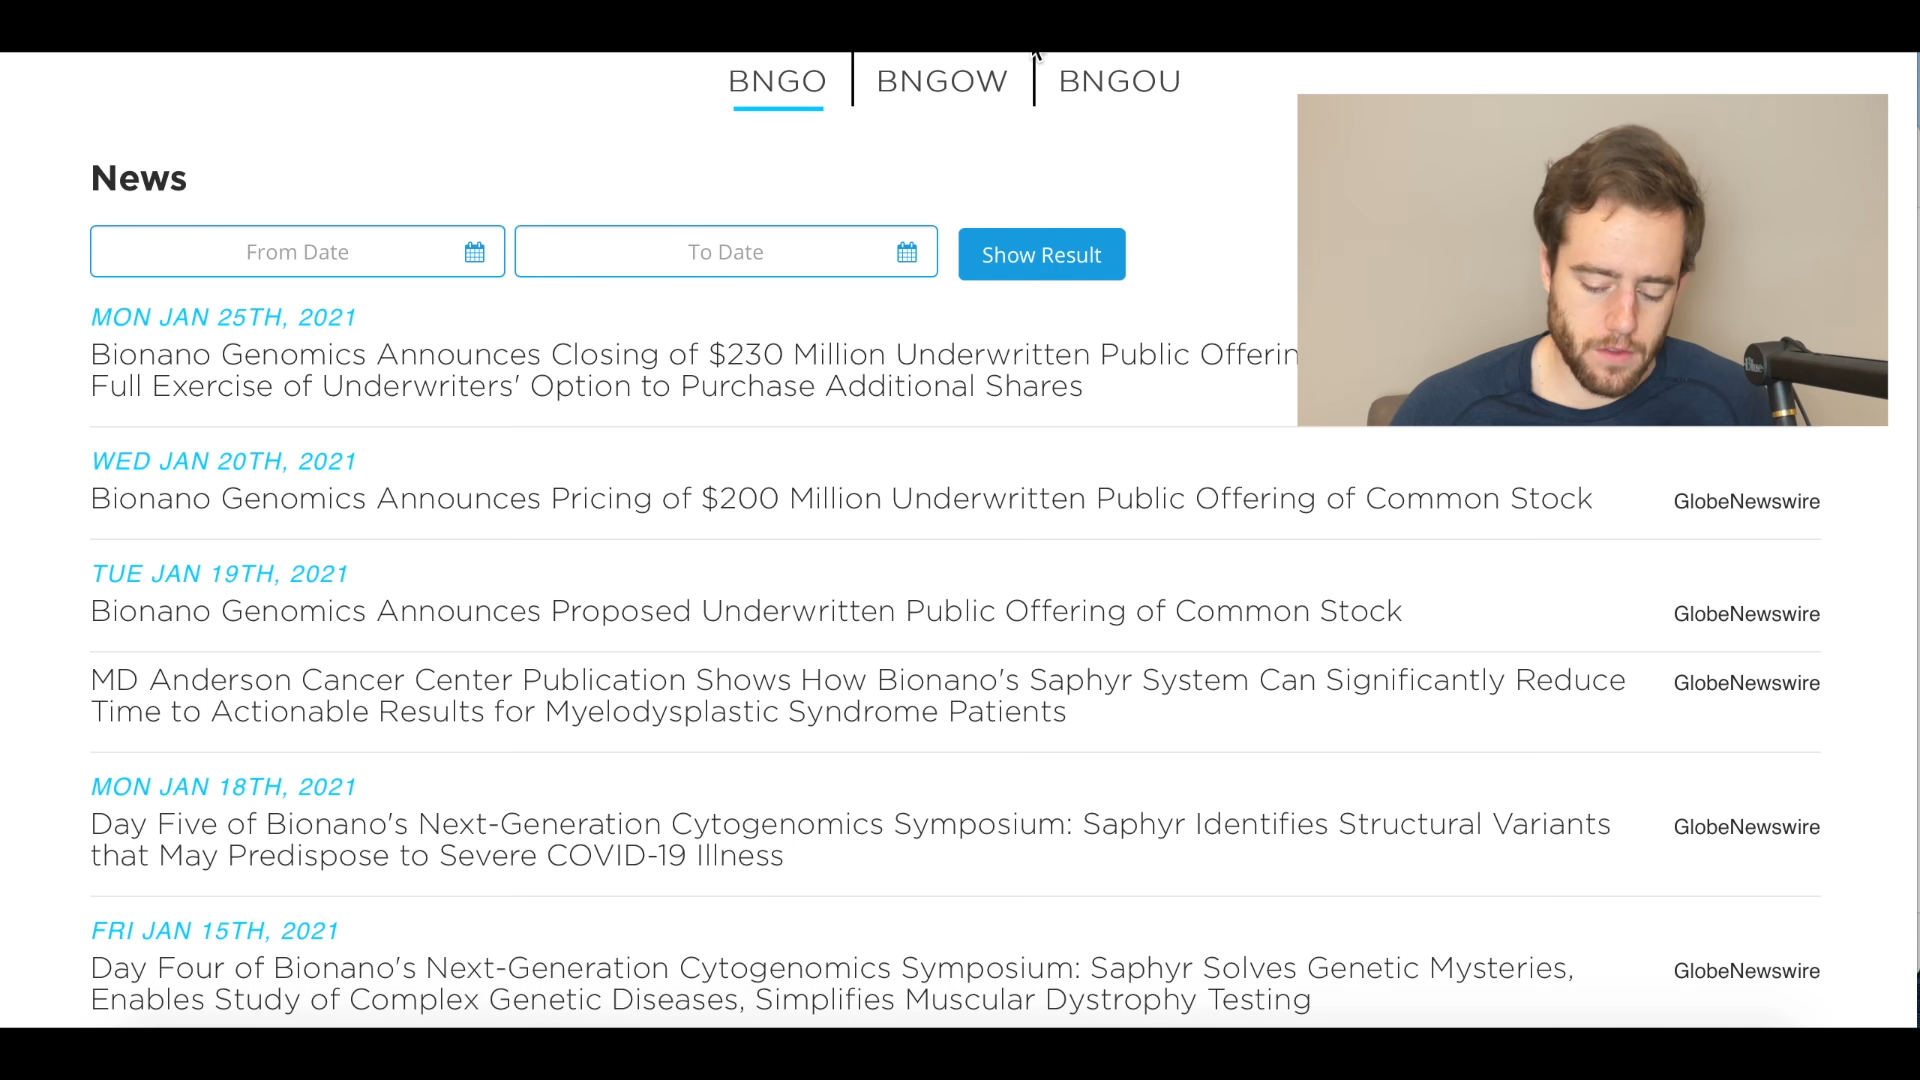 BNGO BNGOW BNGOU
News
From Date To Date Show Result
MON JAN 25TH, 2021
Bionano Genomics Announces Closing of $230 Million Underwritten Public Offerin
Full Exercise of Underwriters' Option to Purchase Additional Shares
WED JAN 20TH, 2021
Bionano Genomics Announces Pricing of $200 Million Underwritten Public Offering of Common Stock GlobeNewswire
TUE JAN 19TH, 2021
Bionano Genomics Announces Proposed Underwritten Public Offering of Common Stock GlobeNewswire
MD Anderson Cancer Center Publication Shows How Bionano's Saphyr System Can Significantly Reduce GlobeNewswire
Time to Actionable Results for Myelodysplastic Syndrome Patients
MON JAN 18TH, 2021
Day Five of Bionano's Next-Generation Cytogenomics Symposium: Saphyr Identifies Structural Variants GlobeNewswire
that May Predispose to Severe COVID-19 Illness
FRI JAN 15TH, 2021
Day Four of Bionano's Next-Generation Cytogenomics Symposium: Saphyr Solves Genetic Mysteries, GlobeNewswire
Enables Study of Complex Genetic Diseases, Simplifies Muscular Dystrophy Testing
Blue